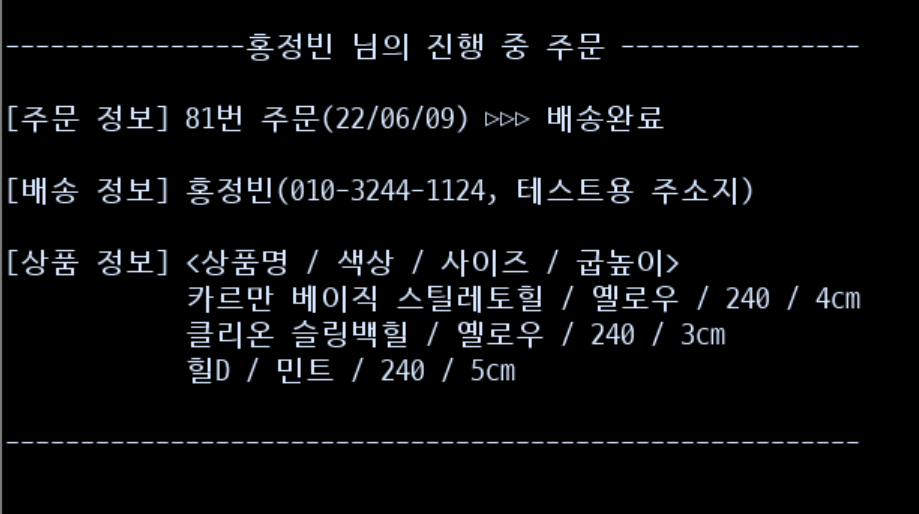 ----------------홍정빈 님의 진행 중 주문 ----------------
[주문 정보] 81번 주문(22/06/09) ▷▷▷ 배송완료
[배송 정보] 홍정빈(010-3244-1124, 테스트용 주소지)
[상품 정보] <상품명 / 색상 / 사이즈 / 굽높이>
카르만 베이직 스틸레토힐 / 옐로우 / 240 / 4cm
클리온 슬링백힐 / 옐로우 / 240 / 3cm
힐D / 민트 / 240 / 5cm
---------------------------------------------------------